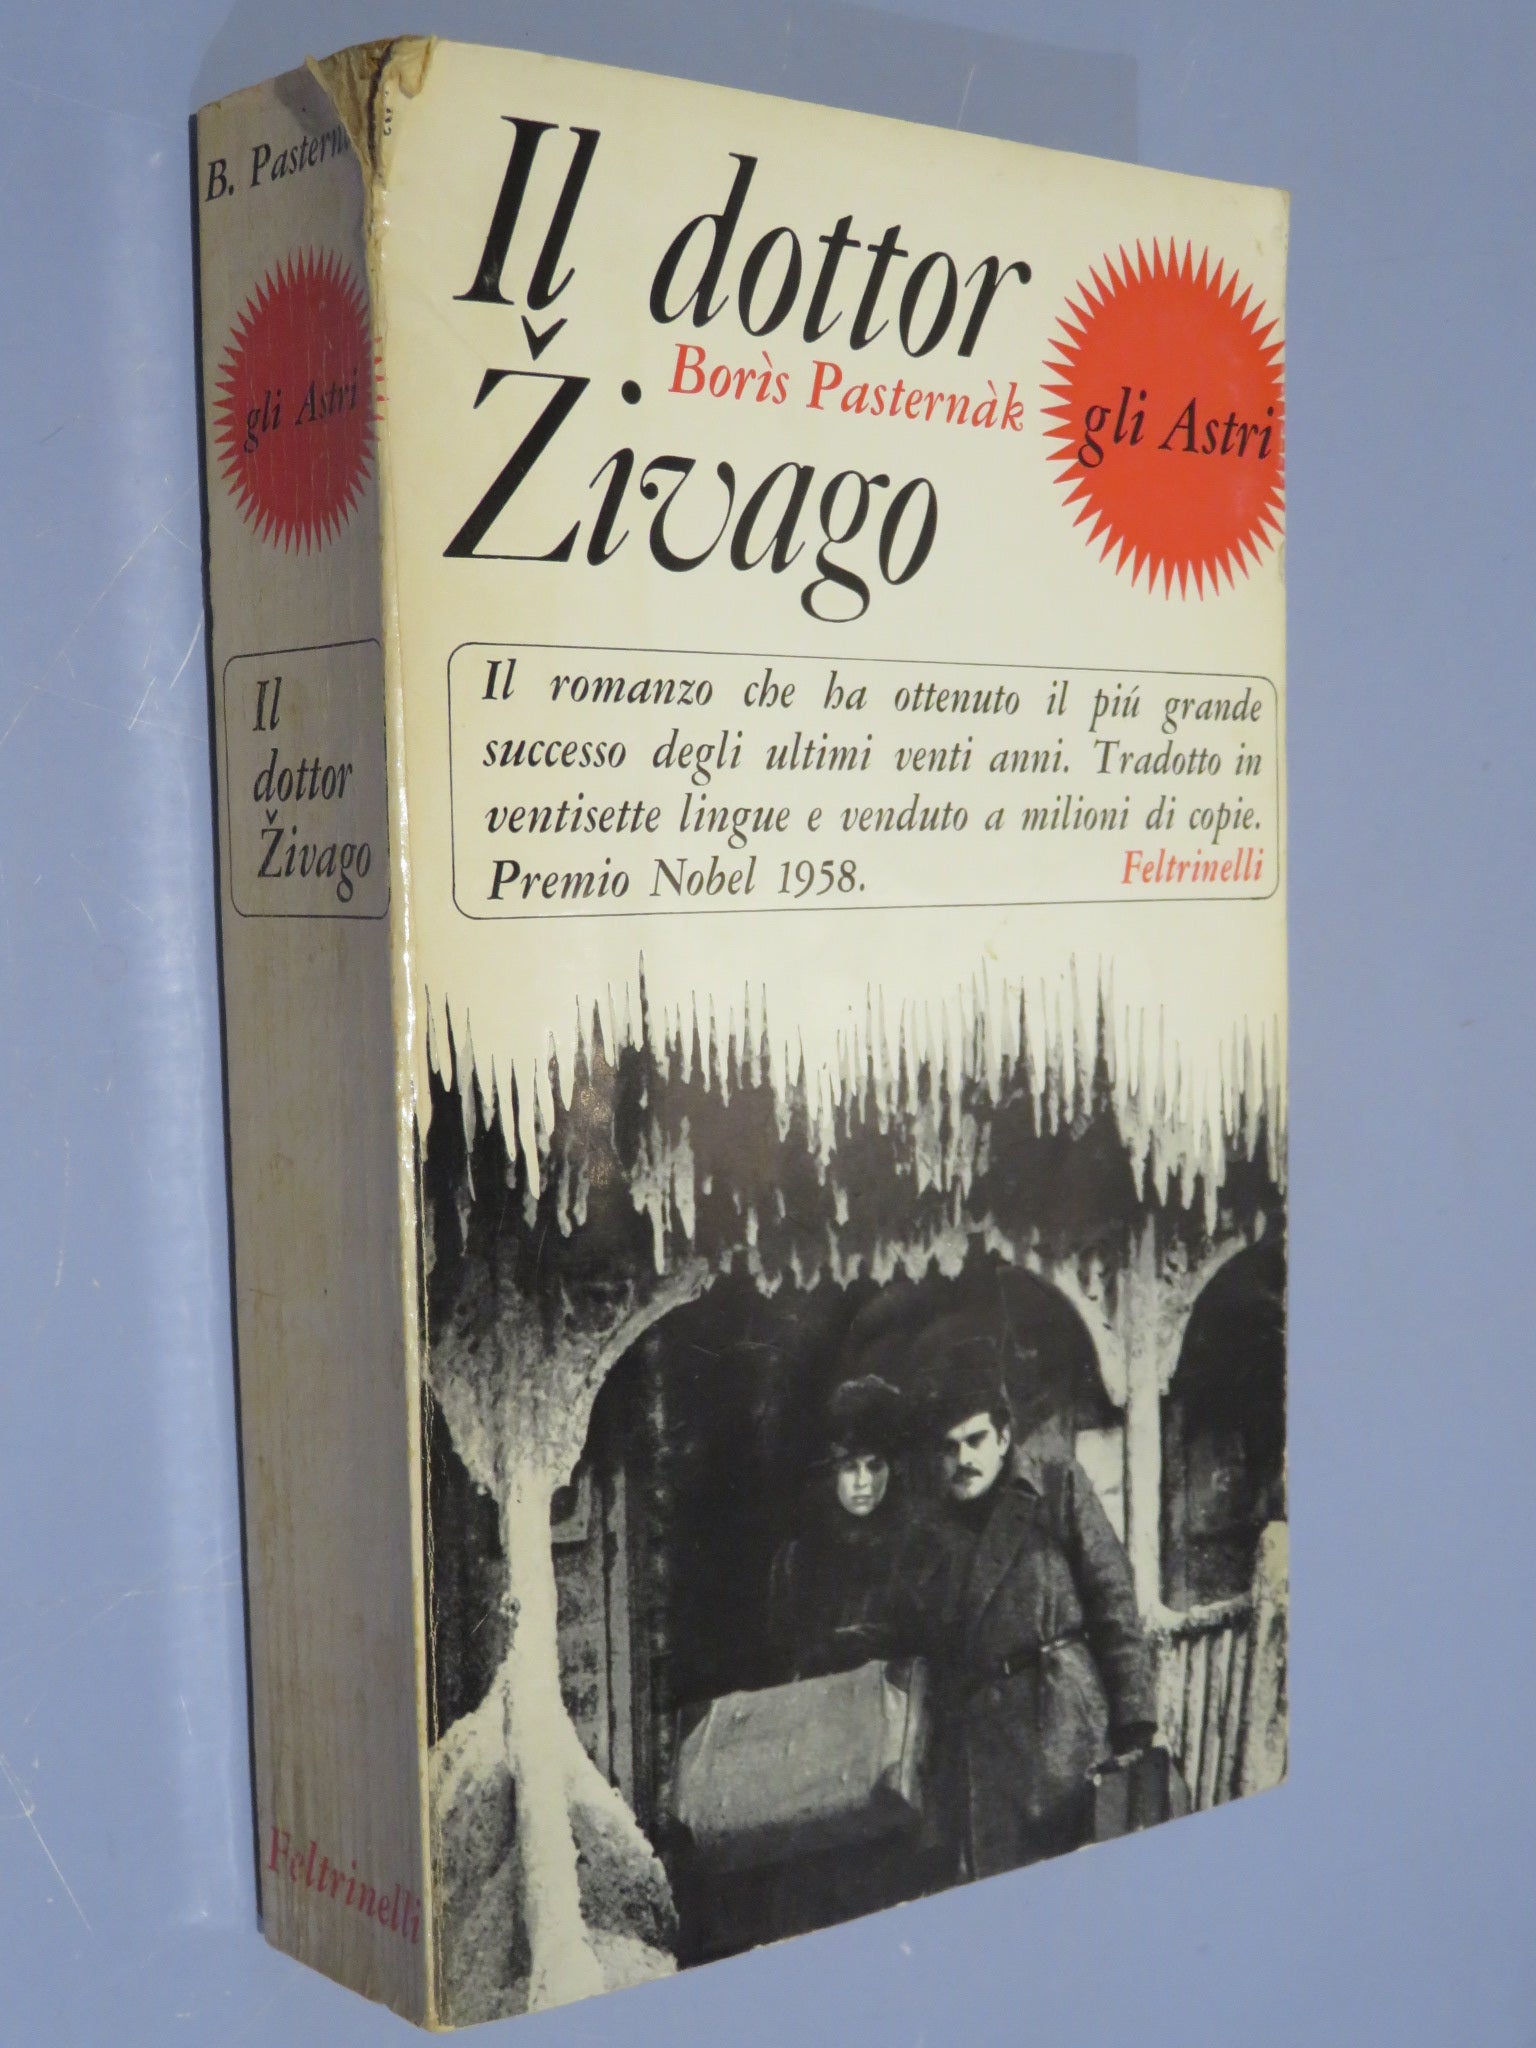 B. Pastern
gli Astri
Il
dottor
Živago
Feltrinelli
Il dottor
Živago
Borìs Pasternàk
gli Astri
Il romanzo che ha ottenuto il piú grande
successo degli ultimi venti anni. Tradotto in
ventisette lingue e venduto a milioni di copie.
Premio Nobel 1958.
Feltrinelli